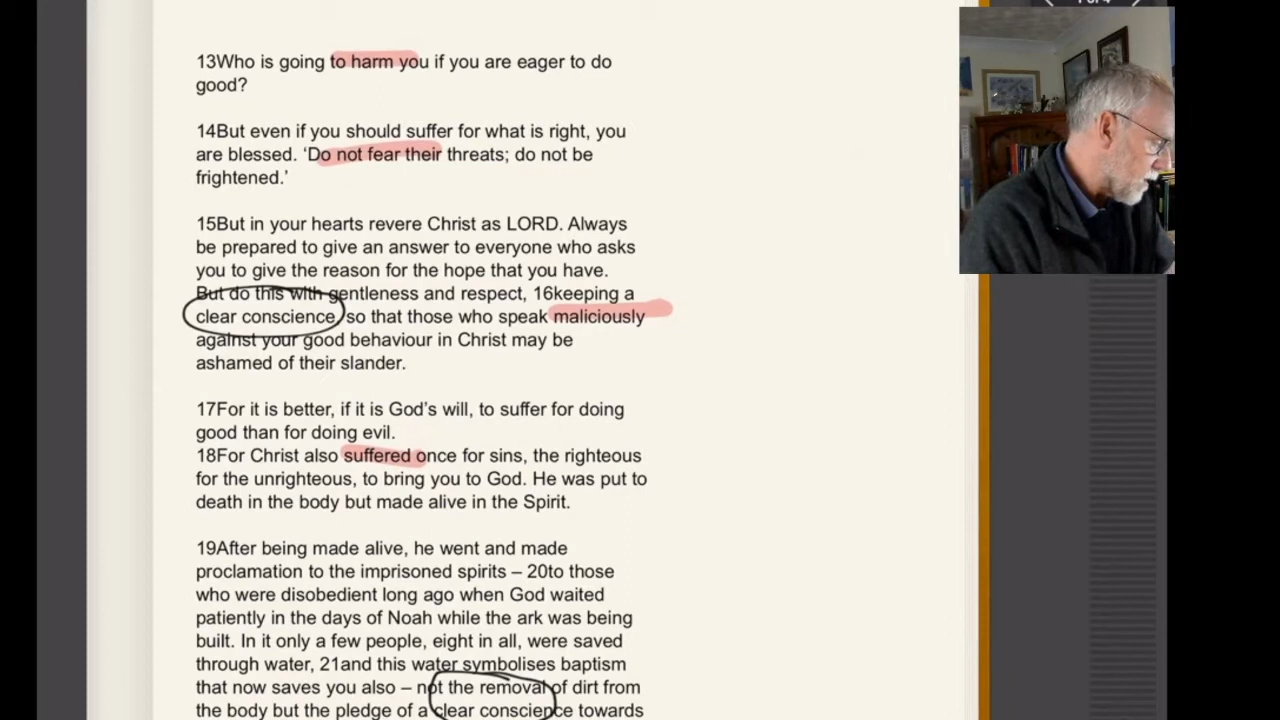 13Who is going to harm you if you are eager to do
good?
14But even if you should suffer for what is right, you
are blessed. ‘Do not fear their threats; do not be
frightened.’
15But in your hearts revere Christ as LORD. Always
be prepared to give an answer to everyone who asks
you to give the reason for the hope that you have.
But do this with gentleness and respect, 16keeping a
clear conscience, so that those who speak maliciously
against your good behaviour in Christ may be
ashamed of their slander.
17For it is better, if it is God’s will, to suffer for doing
good than for doing evil.
18For Christ also suffered once for sins, the righteous
for the unrighteous, to bring you to God. He was put to
death in the body but made alive in the Spirit.
19After being made alive, he went and made
proclamation to the imprisoned spirits – 20to those
who were disobedient long ago when God waited
patiently in the days of Noah while the ark was being
built. In it only a few people, eight in all, were saved
through water, 21and this water symbolises baptism
that now saves you also – not the removal of dirt from
the body but the pledge of a clear conscience towards